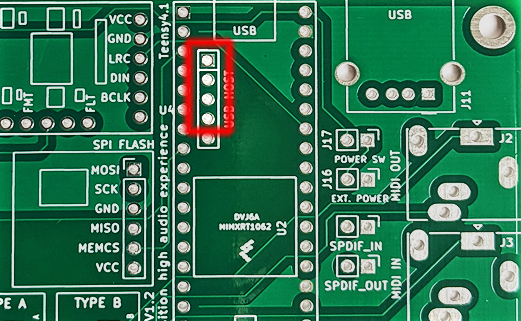 VCC
GND
LRC
DIN
BCLK
FMT
FLT
Teensy4.1
USB
USB HOST
USB
J11
SPI FLASH
MOSI
SCK
GND
MISO
MEMCS
VCC
DVJ6A
MIMXRT1062
U2
J17
POWER SW
J16
EXT. POWER
SPDIF_IN
SPDIF_OUT
MIDI OUT
J2
MIDI IN
J3
TYPE B
V1.2
high audio experience